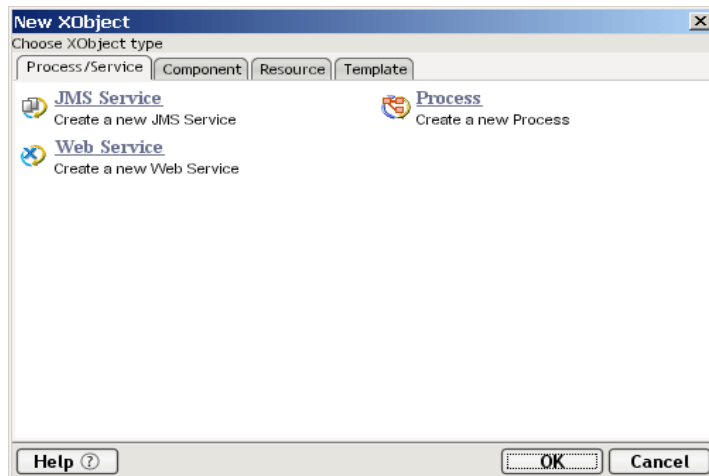 New XObject
Choose XObject type
Process/Service Component Resource Template
JMS Service
Create a new JMS Service
Process
Create a new Process
Web Service
Create a new Web Service
Help ?
OK Cancel